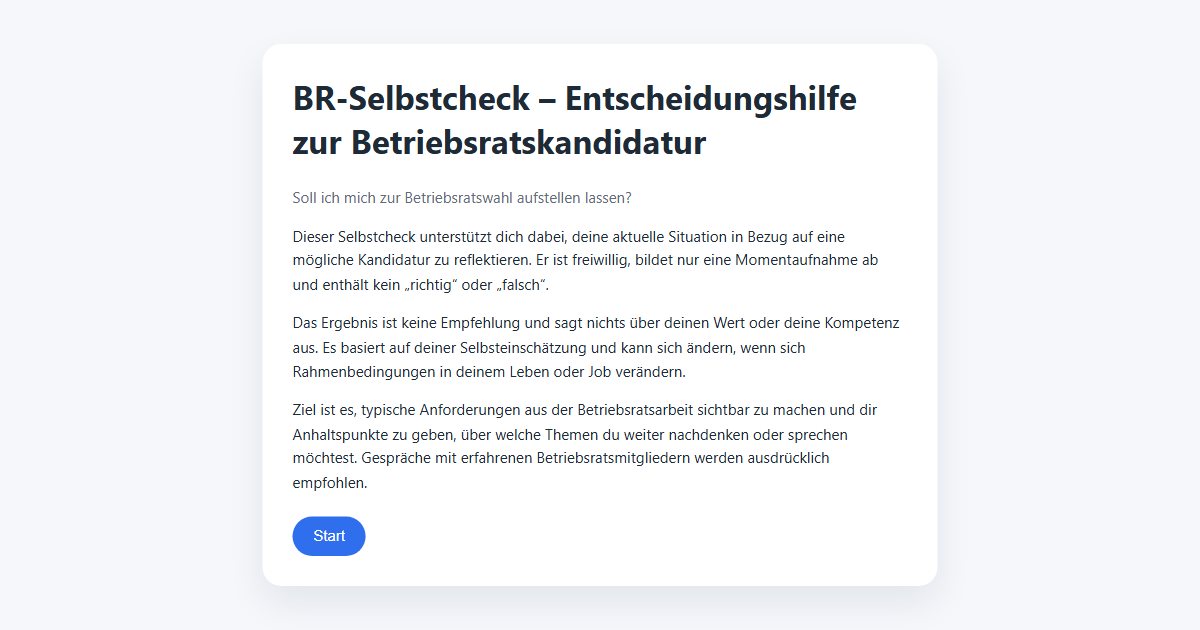 BR-Selbstcheck – Entscheidungshilfe
zur Betriebsratskandidatur
Soll ich mich zur Betriebsratswahl aufstellen lassen?
Dieser Selbstcheck unterstützt dich dabei, deine aktuelle Situation in Bezug auf eine
mögliche Kandidatur zu reflektieren. Er ist freiwillig, bildet nur eine Momentaufnahme ab
und enthält kein „richtig“ oder „falsch“.
Das Ergebnis ist keine Empfehlung und sagt nichts über deinen Wert oder deine Kompetenz
aus. Es basiert auf deiner Selbsteinschätzung und kann sich ändern, wenn sich
Rahmenbedingungen in deinem Leben oder Job verändern.
Ziel ist es, typische Anforderungen aus der Betriebsratsarbeit sichtbar zu machen und dir
Anhaltspunkte zu geben, über welche Themen du weiter nachdenken oder sprechen
möchtest. Gespräche mit erfahrenen Betriebsratsmitgliedern werden ausdrücklich
empfohlen.
Start